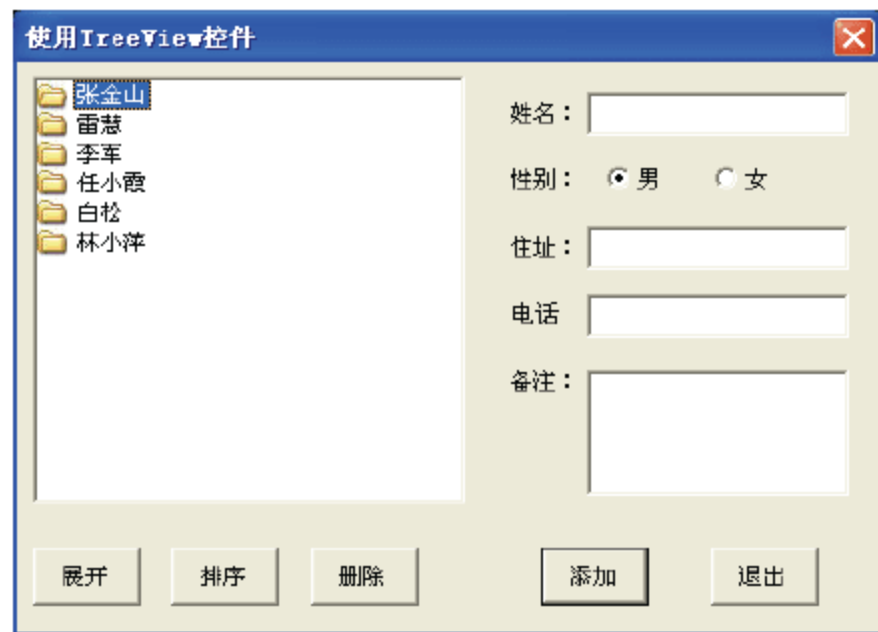 使用TreeView控件
张金山
雷慧
李军
任小霞
白松
林小萍
姓名：
性别： 男 女
住址：
电话
备注：
展开 排序 删除 添加 退出